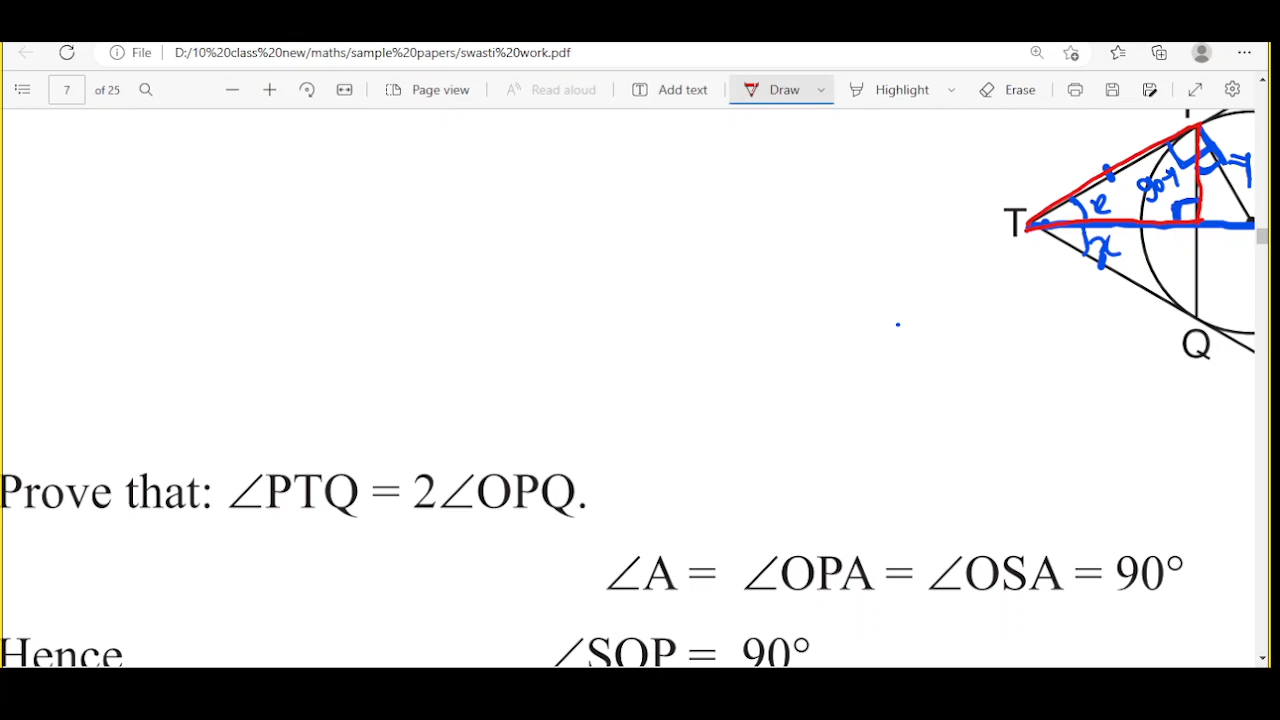 File D:/10%20class%20new/maths/sample%20papers/swasti%20work.pdf
7 of 25 Page view Read aloud Add text Draw Highlight Erase
90-y y
T x
x
Q
Prove that: ∠PTQ = 2∠OPQ.
∠A = ∠OPA = ∠OSA = 90°
Hence ∠SOP = 90°